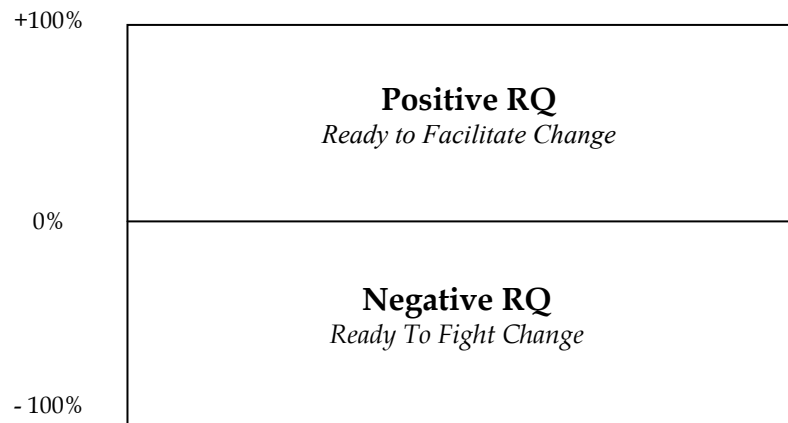 +100%
Positive RQ
Ready to Facilitate Change
0%
Negative RQ
Ready To Fight Change
- 100%